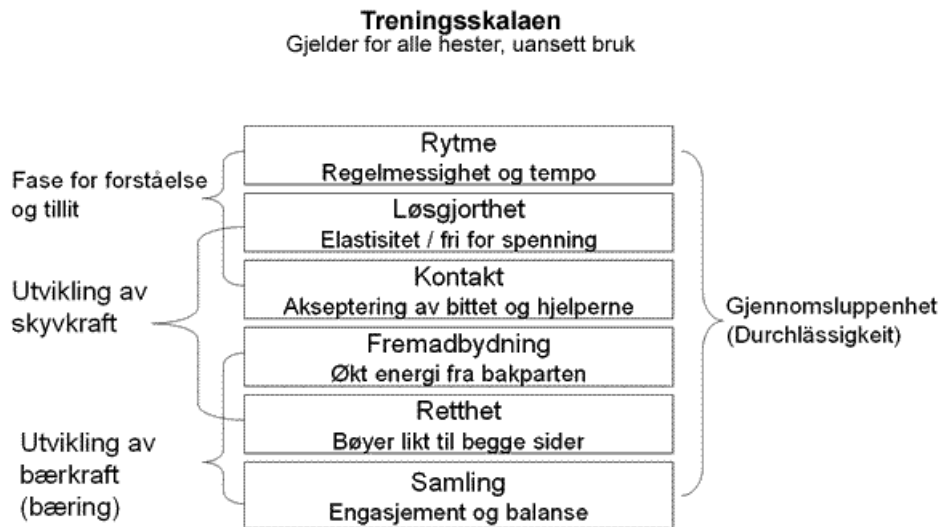 Treningsskalaen
Gjelder for alle hester, uansett bruk
Fase for forståelse
og tillit
Utvikling av
skyvkraft
Utvikling av
bærkraft
(bæring)
Rytme
Regelmessighet og tempo
Løsgjorthet
Elastisitet / fri for spenning
Kontakt
Akseptering av bittet og hjelperne
Fremadbydning
Økt energi fra bakparten
Retthet
Bøyer likt til begge sider
Samling
Engasjement og balanse
Gjennomsluppenhet
(Durchlässigkeit)